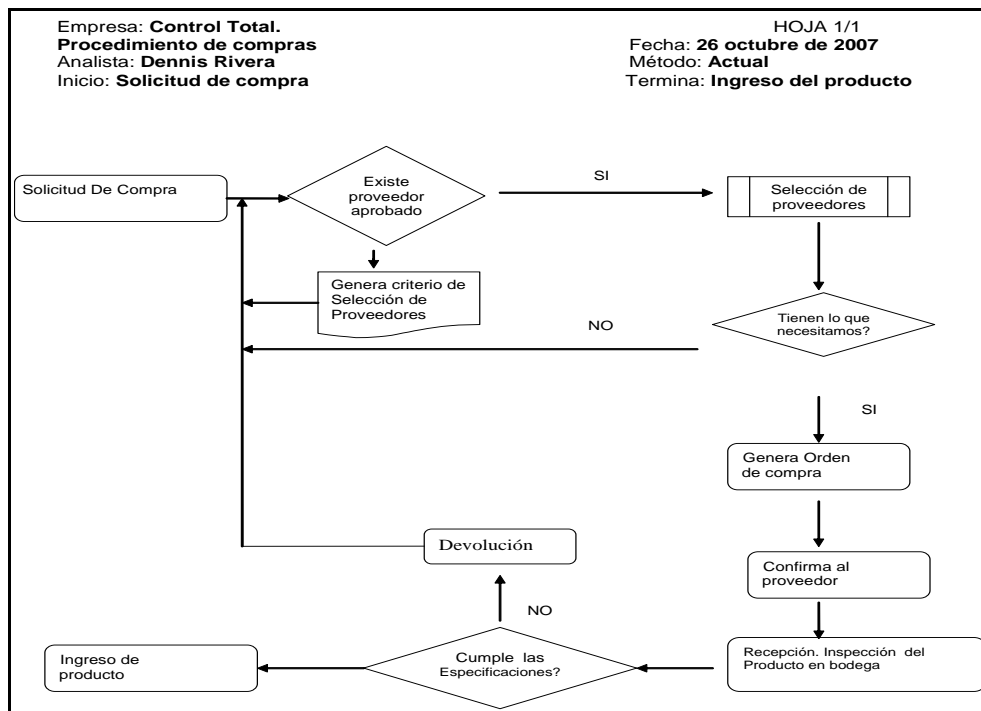 Empresa: Control Total.
Procedimiento de compras
Analista: Dennis Rivera
Inicio: Solicitud de compra
HOJA 1/1
Fecha: 26 octubre de 2007
Método: Actual
Termina: Ingreso del producto
Solicitud De Compra
Existe
proveedor
aprobado
SI
Selección de
proveedores
Genera criterio de
Selección de
Proveedores
NO
Tienen lo que
necesitamos?
SI
Genera Orden
de compra
Devolución
Confirma al
proveedor
NO
Ingreso de
producto
Cumple las
Especificaciones?
Recepción. Inspección del
Producto en bodega